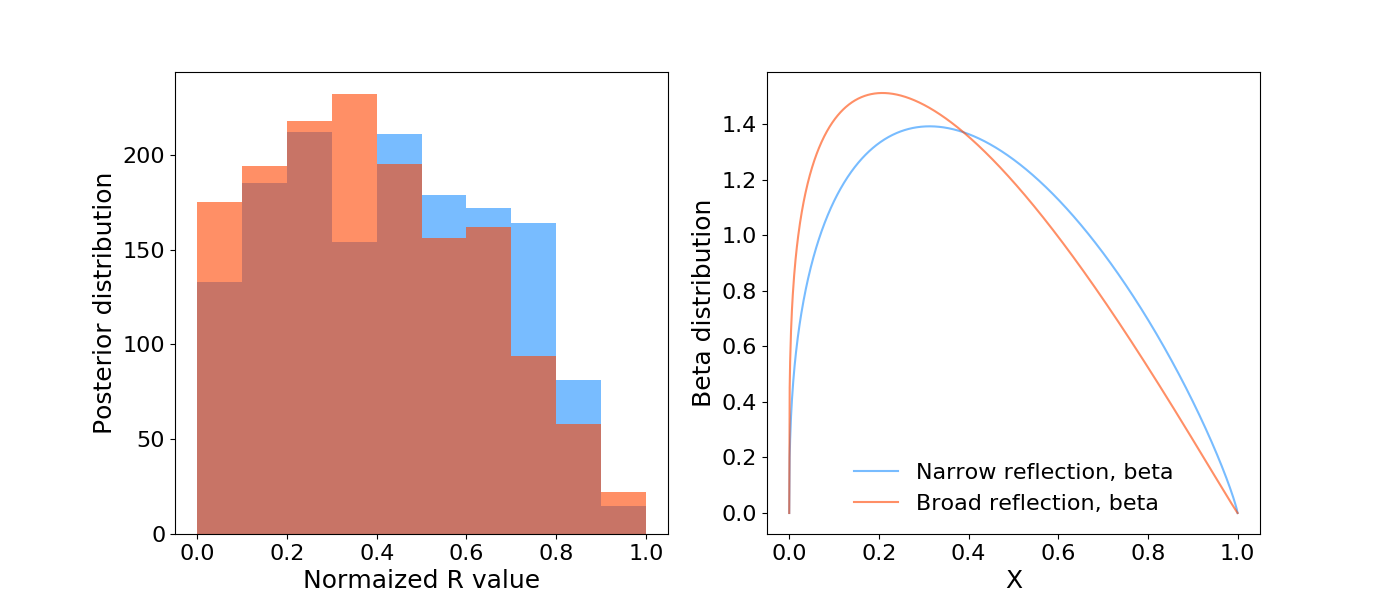 Posterior distribution
200
150
100
50
0
0.0 0.2 0.4 0.6 0.8 1.0
Normaized R value
Beta distribution
1.4
1.2
1.0
0.8
0.6
0.4
0.2
0.0
Narrow reflection, beta
Broad reflection, beta
0.0 0.2 0.4 0.6 0.8 1.0
X